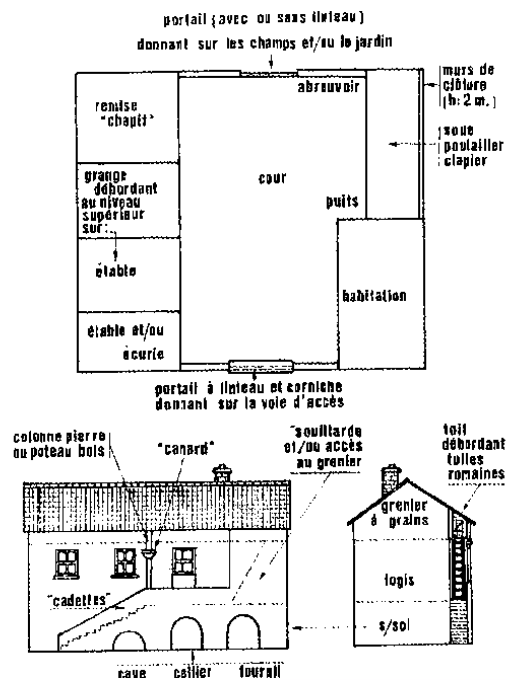 portail (avec ou sans linteau)
donnant sur les champs et/ou le jardin
abreuvoir
murs de
clôture
(h: 2 m.)
remise
"chapit"
soue
poulailler
clapier
grange
débordant
au niveau
supérieur
sur:
cour
puits
étable
habitation
étable et/ou
écurie
portail à linteau et corniche
donnant sur la voie d'accès
colonne pierre
ou poteau bois
"canard"
"souillarde"
et/ou accès
au grenier
toit
débordant
tuiles
romaines
grenier
à grains
"cadettes"
logis
s/sol
cave cellier fournil